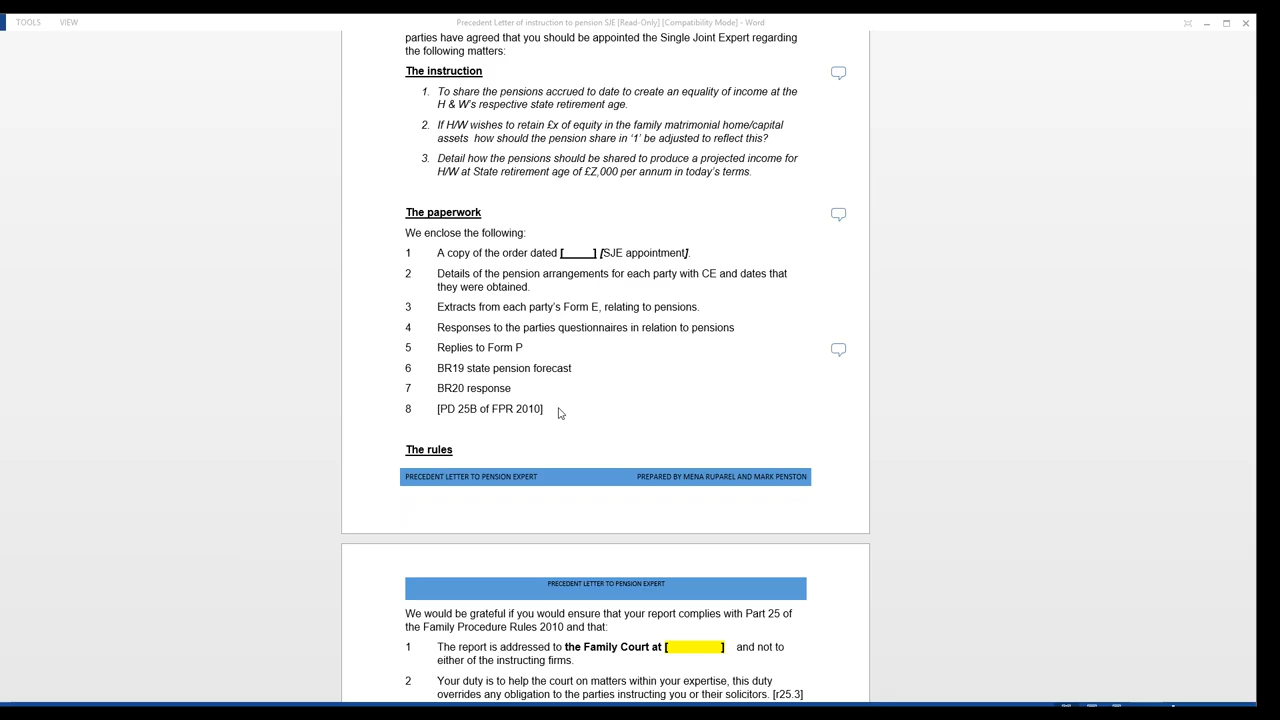 TOOLS VIEW Precedent Letter of instruction to pension SJE [Read-Only] [Compatibility Mode] - Word
parties have agreed that you should be appointed the Single Joint Expert regarding
the following matters:
The instruction
1. To share the pensions accrued to date to create an equality of income at the
H & W's respective state retirement age.
2. If H/W wishes to retain £x of equity in the family matrimonial home/capital
assets how should the pension share in '1' be adjusted to reflect this?
3. Detail how the pensions should be shared to produce a projected income for
H/W at State retirement age of £Z,000 per annum in today's terms.
The paperwork
We enclose the following:
1 A copy of the order dated [_____] [SJE appointment].
2 Details of the pension arrangements for each party with CE and dates that
they were obtained.
3 Extracts from each party's Form E, relating to pensions.
4 Responses to the parties questionnaires in relation to pensions
5 Replies to Form P
6 BR19 state pension forecast
7 BR20 response
8 [PD 25B of FPR 2010]
The rules
PRECEDENT LETTER TO PENSION EXPERT PREPARED BY MENA RUPAREL AND MARK PENSTON
PRECEDENT LETTER TO PENSION EXPERT
We would be grateful if you would ensure that your report complies with Part 25 of
the Family Procedure Rules 2010 and that:
1 The report is addressed to the Family Court at [ ] and not to
either of the instructing firms.
2 Your duty is to help the court on matters within your expertise, this duty
overrides any obligation to the parties instructing you or their solicitors. [r25.3]